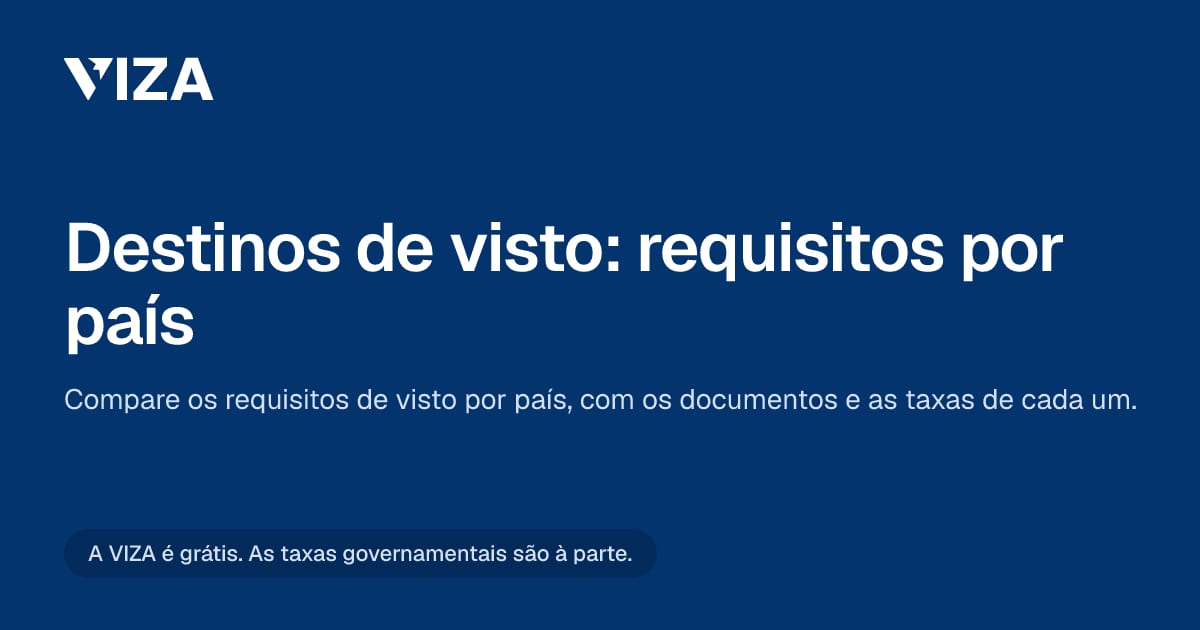 VIZA
Destinos de visto: requisitos por
país
Compare os requisitos de visto por país, com os documentos e as taxas de cada um.
A VIZA é grátis. As taxas governamentais são à parte.